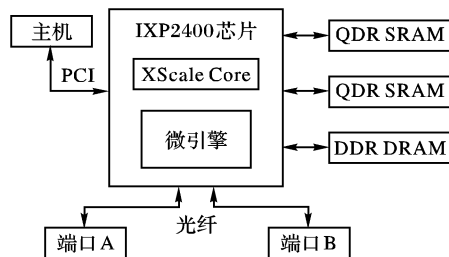 主机
IXP2400芯片
QDR SRAM
PCI
XScale Core
QDR SRAM
微引擎
DDR DRAM
光纤
端口A
端口B